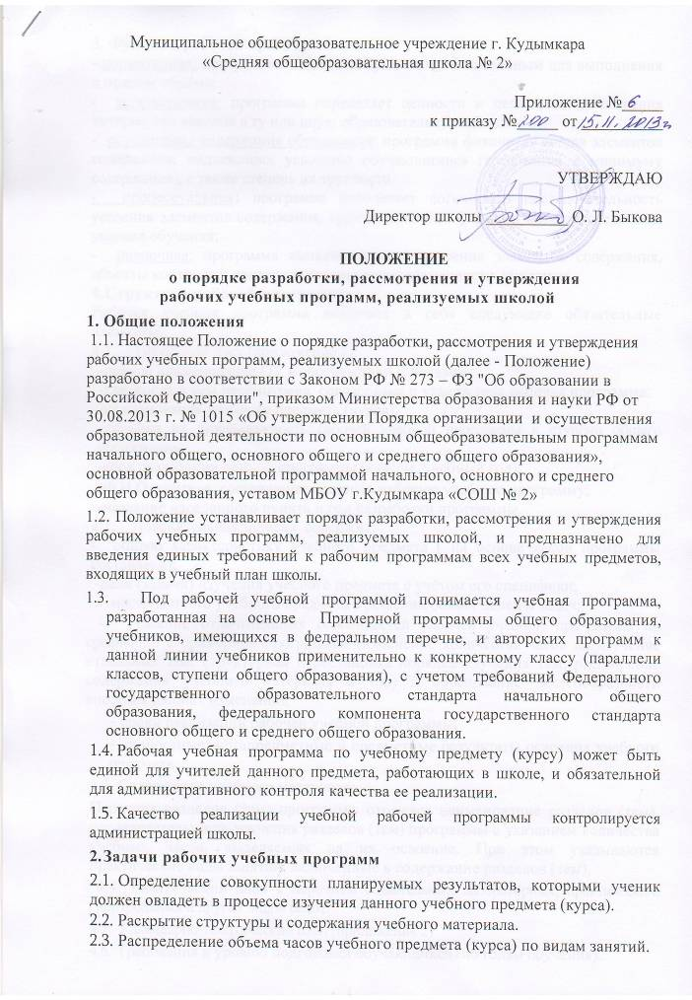 Муниципальное общеобразовательное учреждение г. Кудымкара
«Средняя общеобразовательная школа № 2»
Приложение № 6
к приказу № 200 от 15.11.2013г
УТВЕРЖДАЮ
Директор школы __________ О. Л. Быкова
ПОЛОЖЕНИЕ
о порядке разработки, рассмотрения и утверждения
рабочих учебных программ, реализуемых школой
1. Общие положения
1.1. Настоящее Положение о порядке разработки, рассмотрения и утверждения
рабочих учебных программ, реализуемых школой (далее - Положение)
разработано в соответствии с Законом РФ № 273 – ФЗ "Об образовании в
Российской Федерации", приказом Министерства образования и науки РФ от
30.08.2013 г. № 1015 «Об утверждении Порядка организации и осуществления
образовательной деятельности по основным общеобразовательным программам
начального общего, основного общего и среднего общего образования»,
основной образовательной программой начального, основного и среднего
общего образования, уставом МБОУ г.Кудымкара «СОШ № 2»
1.2. Положение устанавливает порядок разработки, рассмотрения и утверждения
рабочих учебных программ, реализуемых школой, и предназначено для
введения единых требований к рабочим программам всех учебных предметов,
входящих в учебный план школы.
1.3. Под рабочей учебной программой понимается учебная программа,
разработанная на основе Примерной программы общего образования,
учебников, имеющихся в федеральном перечне, и авторских программ к
данной линии учебников применительно к конкретному классу (параллели
классов, ступени общего образования), с учетом требований Федерального
государственного образовательного стандарта начального общего
образования, федерального компонента государственного стандарта
основного общего и среднего общего образования.
1.4. Рабочая учебная программа по учебному предмету (курсу) может быть
единой для учителей данного предмета, работающих в школе, и обязательной
для административного контроля качества ее реализации.
1.5. Качество реализации учебной рабочей программы контролируется
администрацией школы.
2.Задачи рабочих учебных программ
2.1. Определение совокупности планируемых результатов, которыми ученик
должен овладеть в процессе изучения данного учебного предмета (курса).
2.2. Раскрытие структуры и содержания учебного материала.
2.3. Распределение объема часов учебного предмета (курса) по видам занятий.